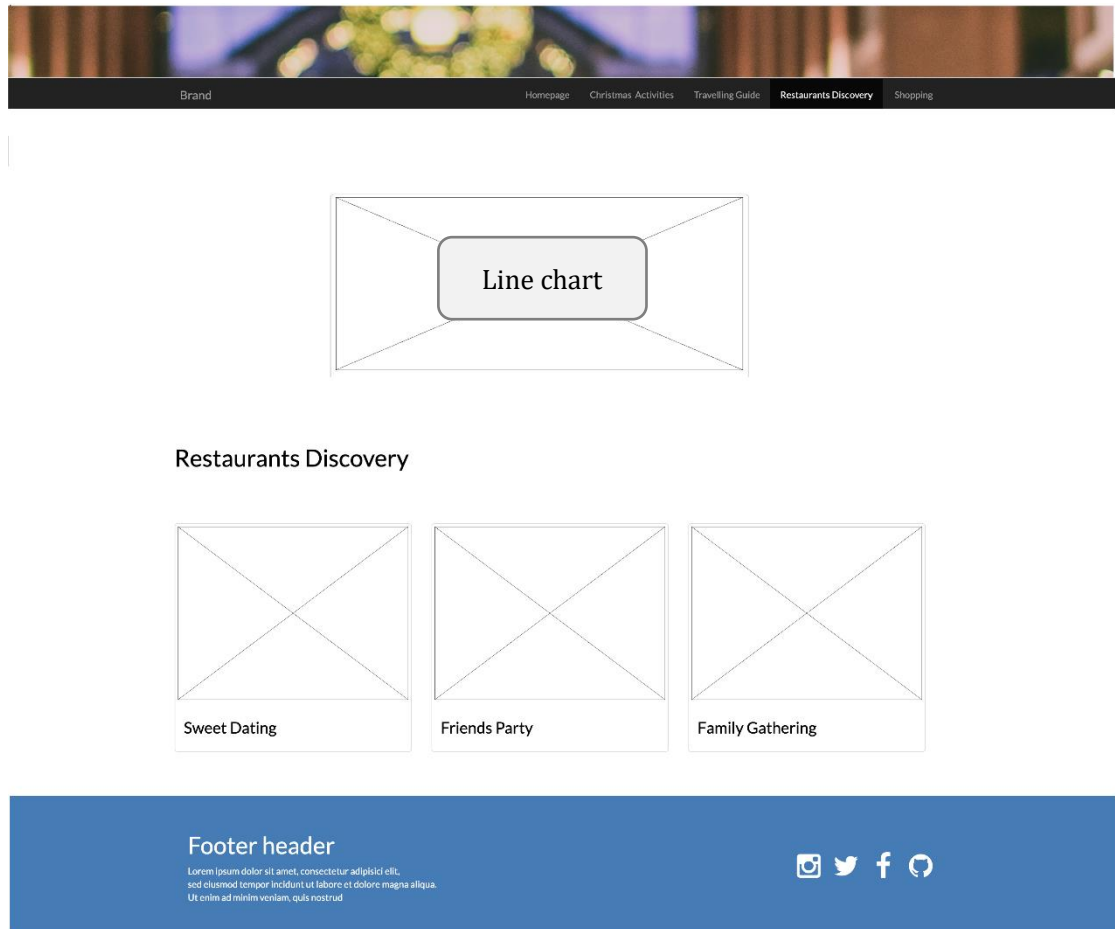 Brand
Homepage Christmas Activities Travelling Guide Restaurants Discovery Shopping
Line chart
Restaurants Discovery
Sweet Dating
Friends Party
Family Gathering
Footer header
Lorem ipsum dolor sit amet, consectetur adipisici elit,
sed eiusmod tempor incidunt ut labore et dolore magna aliqua.
Ut enim ad minim veniam, quis nostrud